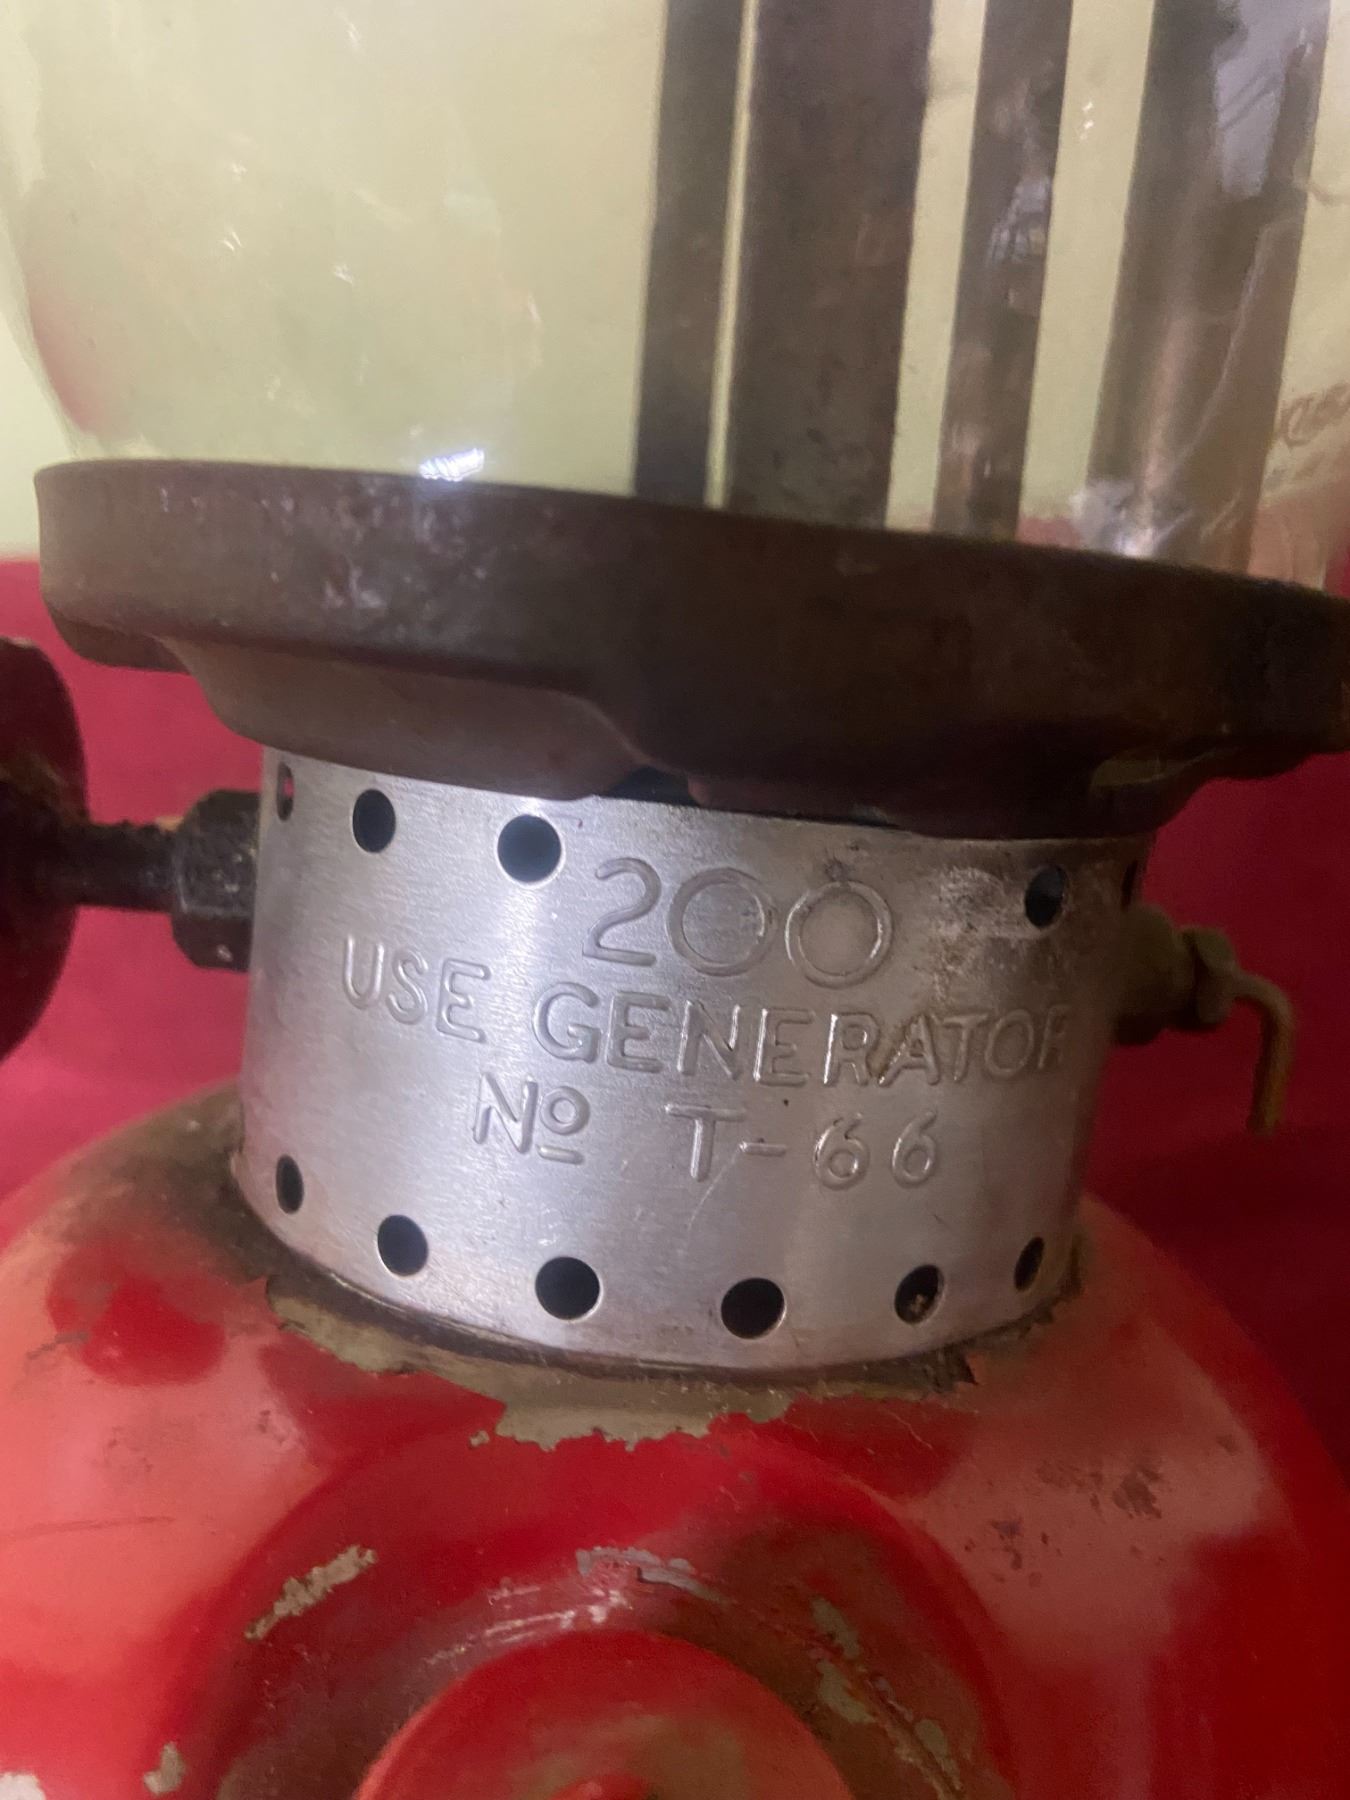 200
USE GENERATOR
Nº T-66